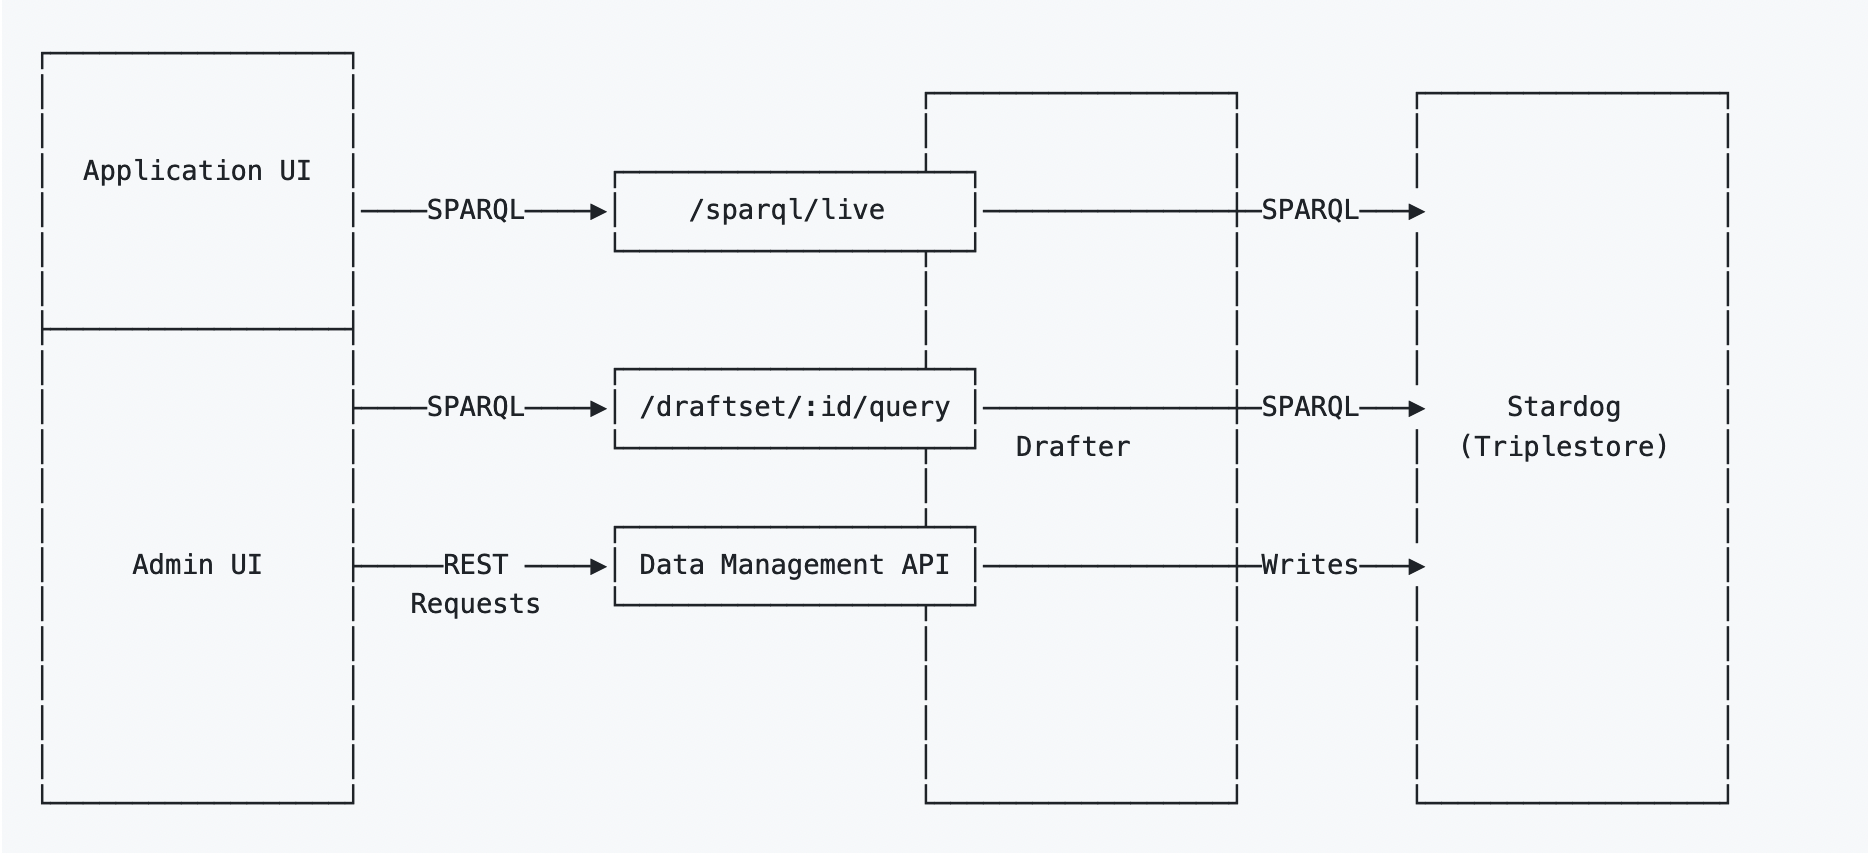 Application UI
SPARQL
/sparql/live
SPARQL
SPARQL
/draftset/:id/query
SPARQL
Stardog
(Triplestore)
Drafter
Admin UI
REST
Requests
Data Management API
Writes